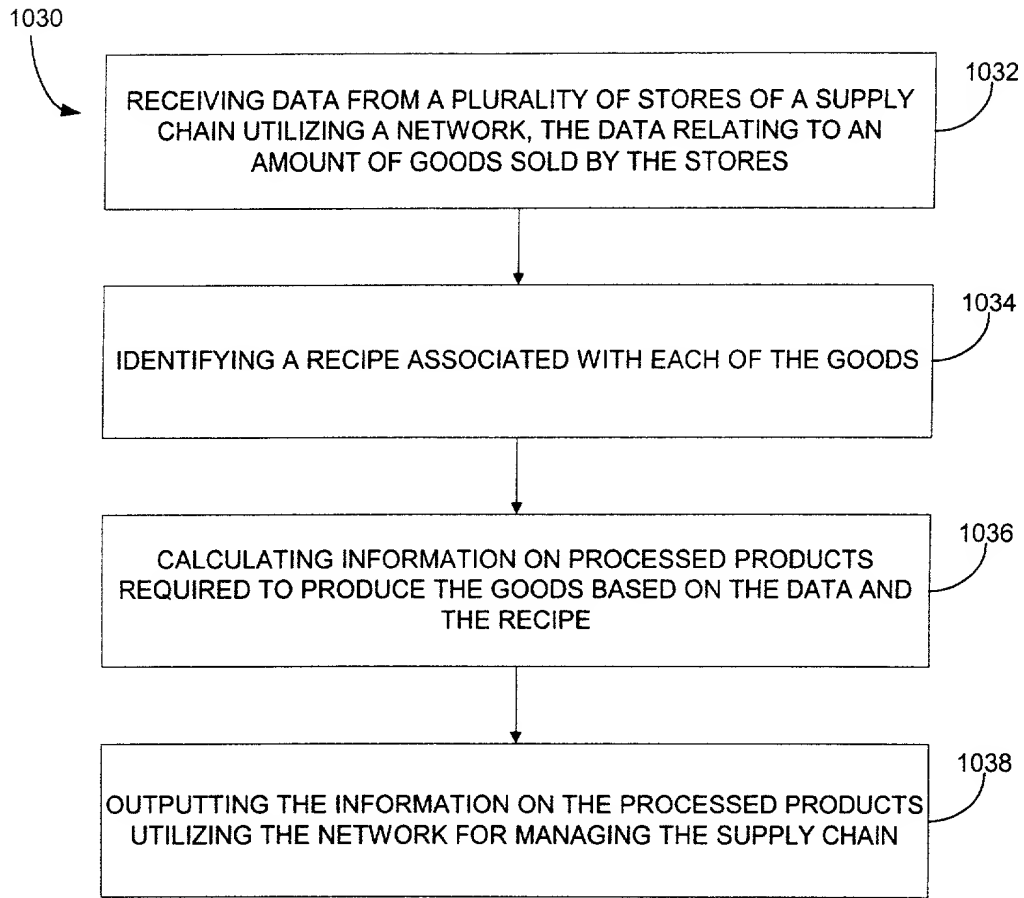 1030
1032
RECEIVING DATA FROM A PLURALITY OF STORES OF A SUPPLY
CHAIN UTILIZING A NETWORK, THE DATA RELATING TO AN
AMOUNT OF GOODS SOLD BY THE STORES
1034
IDENTIFYING A RECIPE ASSOCIATED WITH EACH OF THE GOODS
1036
CALCULATING INFORMATION ON PROCESSED PRODUCTS
REQUIRED TO PRODUCE THE GOODS BASED ON THE DATA AND
THE RECIPE
1038
OUTPUTTING THE INFORMATION ON THE PROCESSED PRODUCTS
UTILIZING THE NETWORK FOR MANAGING THE SUPPLY CHAIN